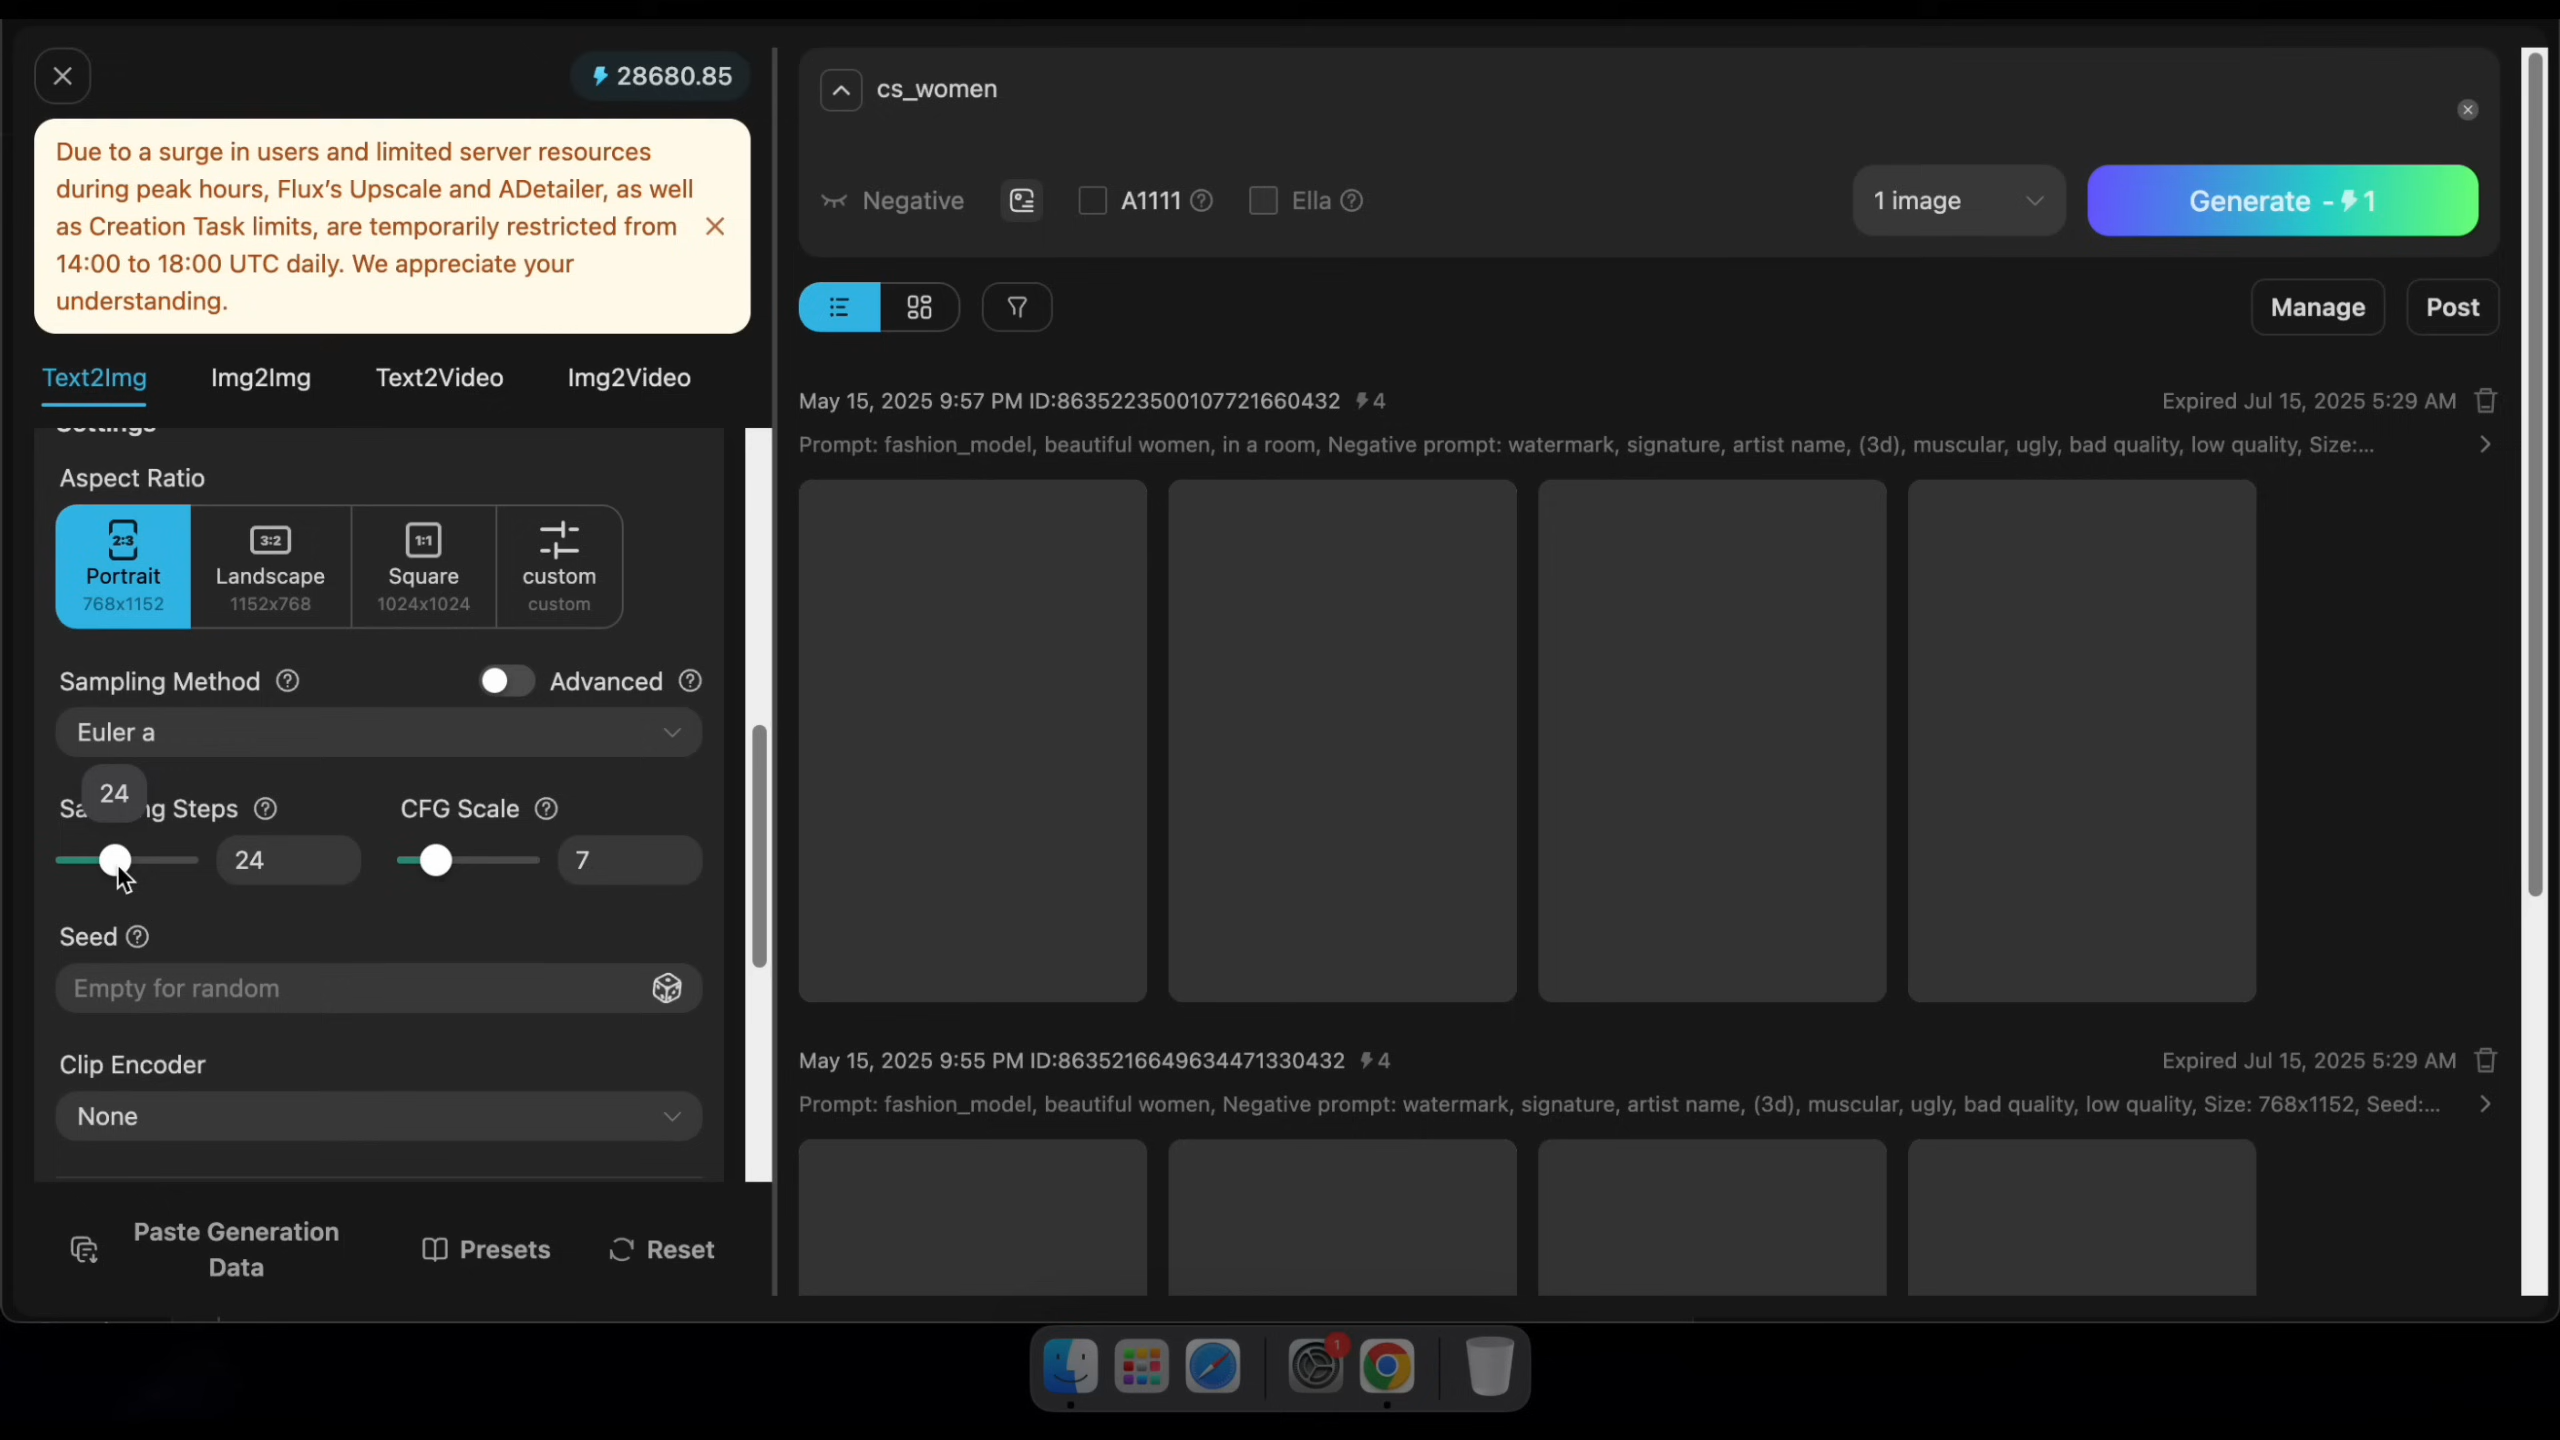 28680.85
Due to a surge in users and limited server resources
during peak hours, Flux's Upscale and ADetailer, as well
as Creation Task limits, are temporarily restricted from
14:00 to 18:00 UTC daily. We appreciate your
understanding.
Text2Img Img2Img Text2Video Img2Video
Settings
Aspect Ratio
2:3 3:2 1:1
Portrait Landscape Square custom
768x1152 1152x768 1024x1024 custom
Sampling Method Advanced
Euler a
24
Sa ng Steps CFG Scale
24 7
Seed
Empty for random
Clip Encoder
None
Paste Generation
Data
Presets Reset
cs_women
Negative A1111 Ella 1 image Generate - 1
Manage Post
May 15, 2025 9:57 PM ID:8635223500107721660432 4 Expired Jul 15, 2025 5:29 AM
Prompt: fashion_model, beautiful women, in a room, Negative prompt: watermark, signature, artist name, (3d), muscular, ugly, bad quality, low quality, Size:...
May 15, 2025 9:55 PM ID:8635216649634471330432 4 Expired Jul 15, 2025 5:29 AM
Prompt: fashion_model, beautiful women, Negative prompt: watermark, signature, artist name, (3d), muscular, ugly, bad quality, low quality, Size: 768x1152, Seed:...
1